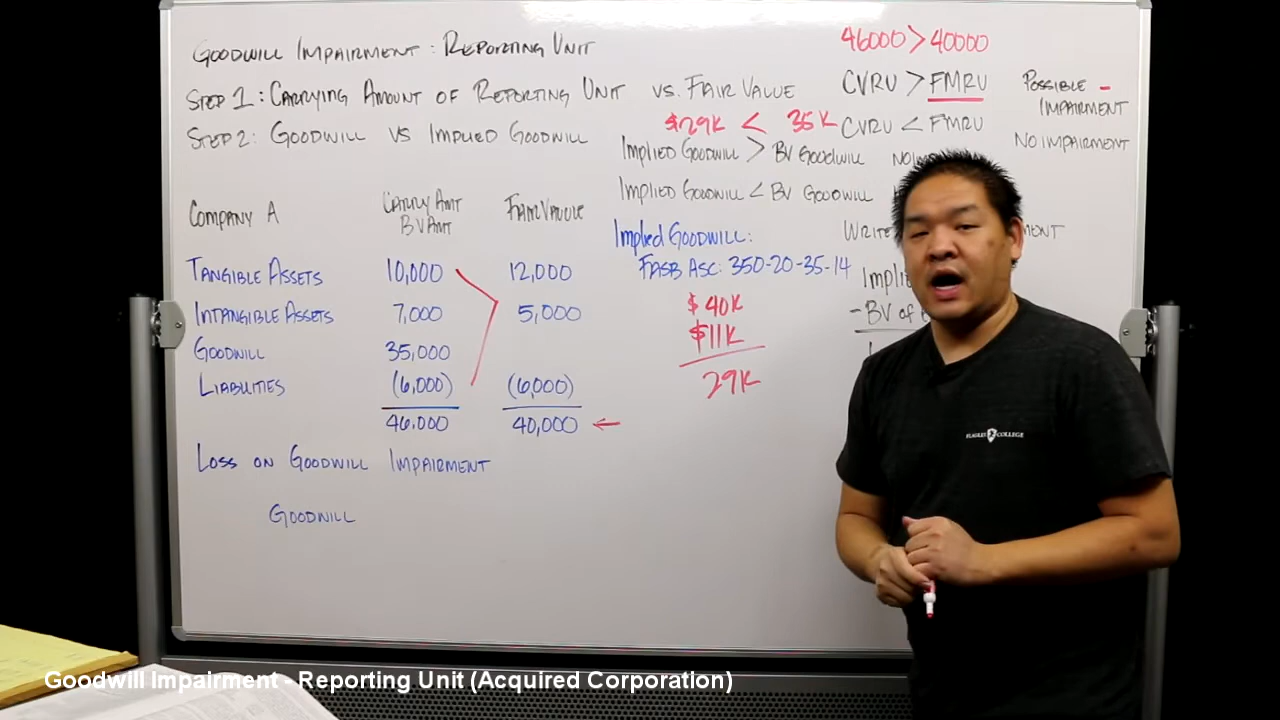 GOODWILL IMPAIRMENT: REPORTING UNIT
46000 > 40000
STEP 1: CARRYING AMOUNT OF REPORTING UNIT VS. FAIR VALUE
CVRU > FMRU POSSIBLE IMPAIRMENT
$29K < 35K
STEP 2: GOODWILL VS IMPLIED GOODWILL
CVRU < FMRU NO IMPAIRMENT
IMPLIED GOODWILL > BV GOODWILL
IMPLIED GOODWILL < BV GOODWILL
COMPANY A
CARRY AMT
BV AMT
FAIR VALUE
TANGIBLE ASSETS 10,000 12,000
INTANGIBLE ASSETS 7,000 5,000
GOODWILL 35,000
LIABILITIES (6,000) (6,000)
46,000 40,000
LOSS ON GOODWILL IMPAIRMENT
GOODWILL
IMPLIED GOODWILL:
FASB ASC: 350-20-35-14
$40K
$11K
29K
- BV of
FLAGLER COLLEGE
Goodwill Impairment - Reporting Unit (Acquired Corporation)